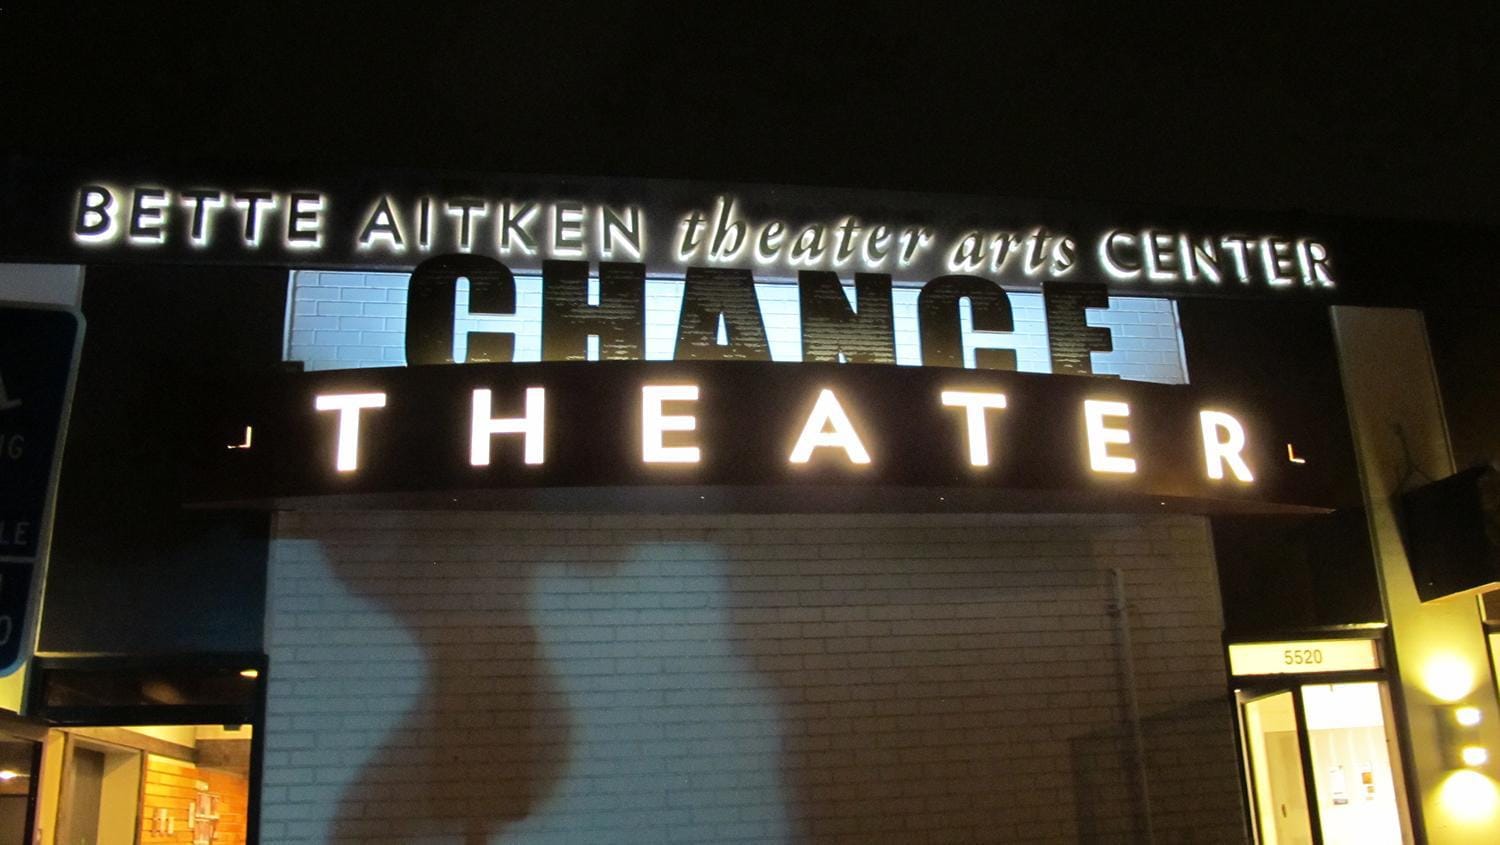 BETTE AITKEN theater arts CENTER
CHANCE
THEATER
5520